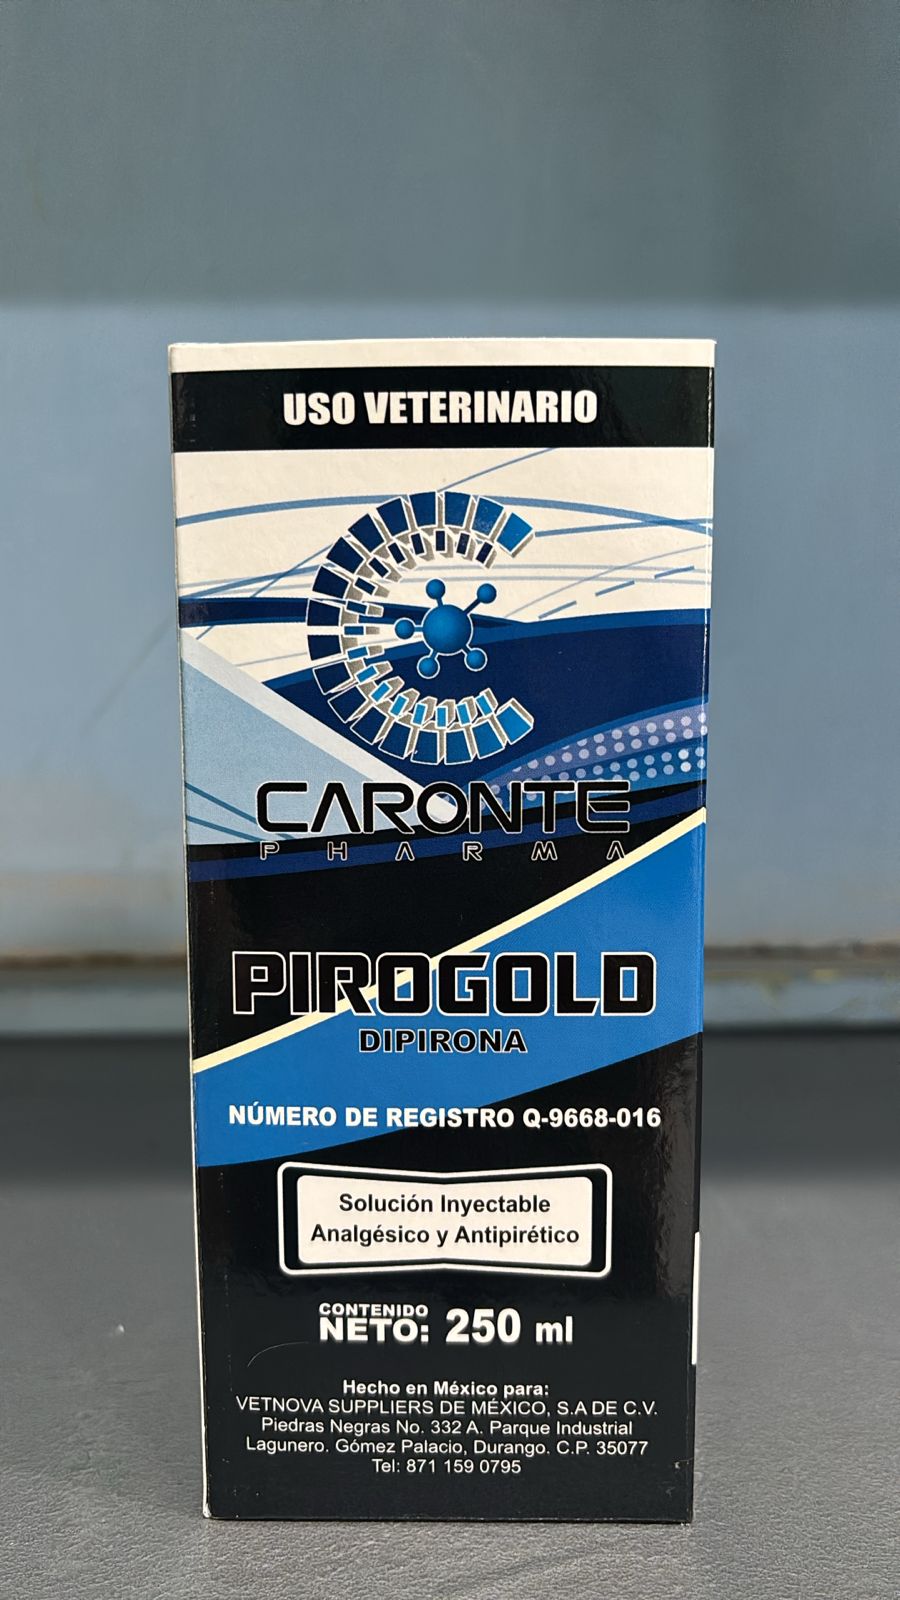 USO VETERINARIO
CARONTE
PHARMA
PIROGOLD
DIPIRONA
NÚMERO DE REGISTRO Q-9668-016
Solución Inyectable
Analgésico y Antipirético
CONTENIDO
NETO: 250 ml
Hecho en México para:
VETNOVA SUPPLIERS DE MÉXICO, S.A DE C.V.
Piedras Negras No. 332 A. Parque Industrial
Lagunero. Gómez Palacio, Durango. C.P. 35077
Tel: 871 159 0795